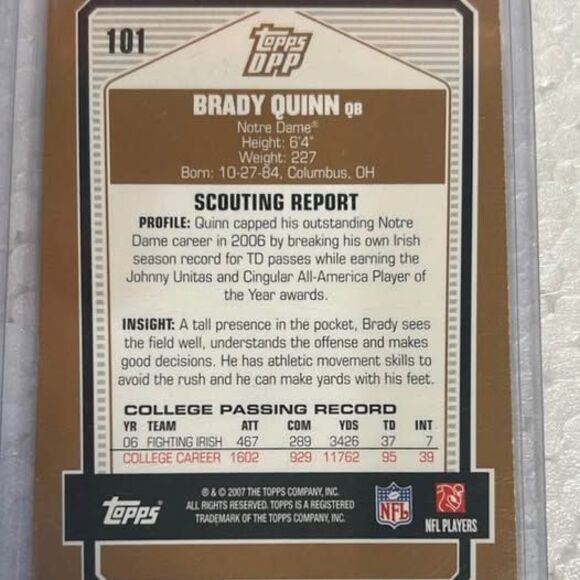 101
Topps
DPP
BRADY QUINN QB
Notre Dame®
Height: 6'4"
Weight: 227
Born: 10-27-84, Columbus, OH
SCOUTING REPORT
PROFILE: Quinn capped his outstanding Notre
Dame career in 2006 by breaking his own Irish
season record for TD passes while earning the
Johnny Unitas and Cingular All-America Player of
the Year awards.
INSIGHT: A tall presence in the pocket, Brady sees
the field well, understands the offense and makes
good decisions. He has athletic movement skills to
avoid the rush and he can make yards with his feet.
COLLEGE PASSING RECORD
YR TEAM ATT COM YDS TD INT
06 FIGHTING IRISH 467 289 3426 37 7
COLLEGE CAREER 1602 929 11762 95 39
Topps
® & © 2007 THE TOPPS COMPANY, INC.
ALL RIGHTS RESERVED. TOPPS IS A REGISTERED
TRADEMARK OF THE TOPPS COMPANY, INC.
NFL
NFL PLAYERS